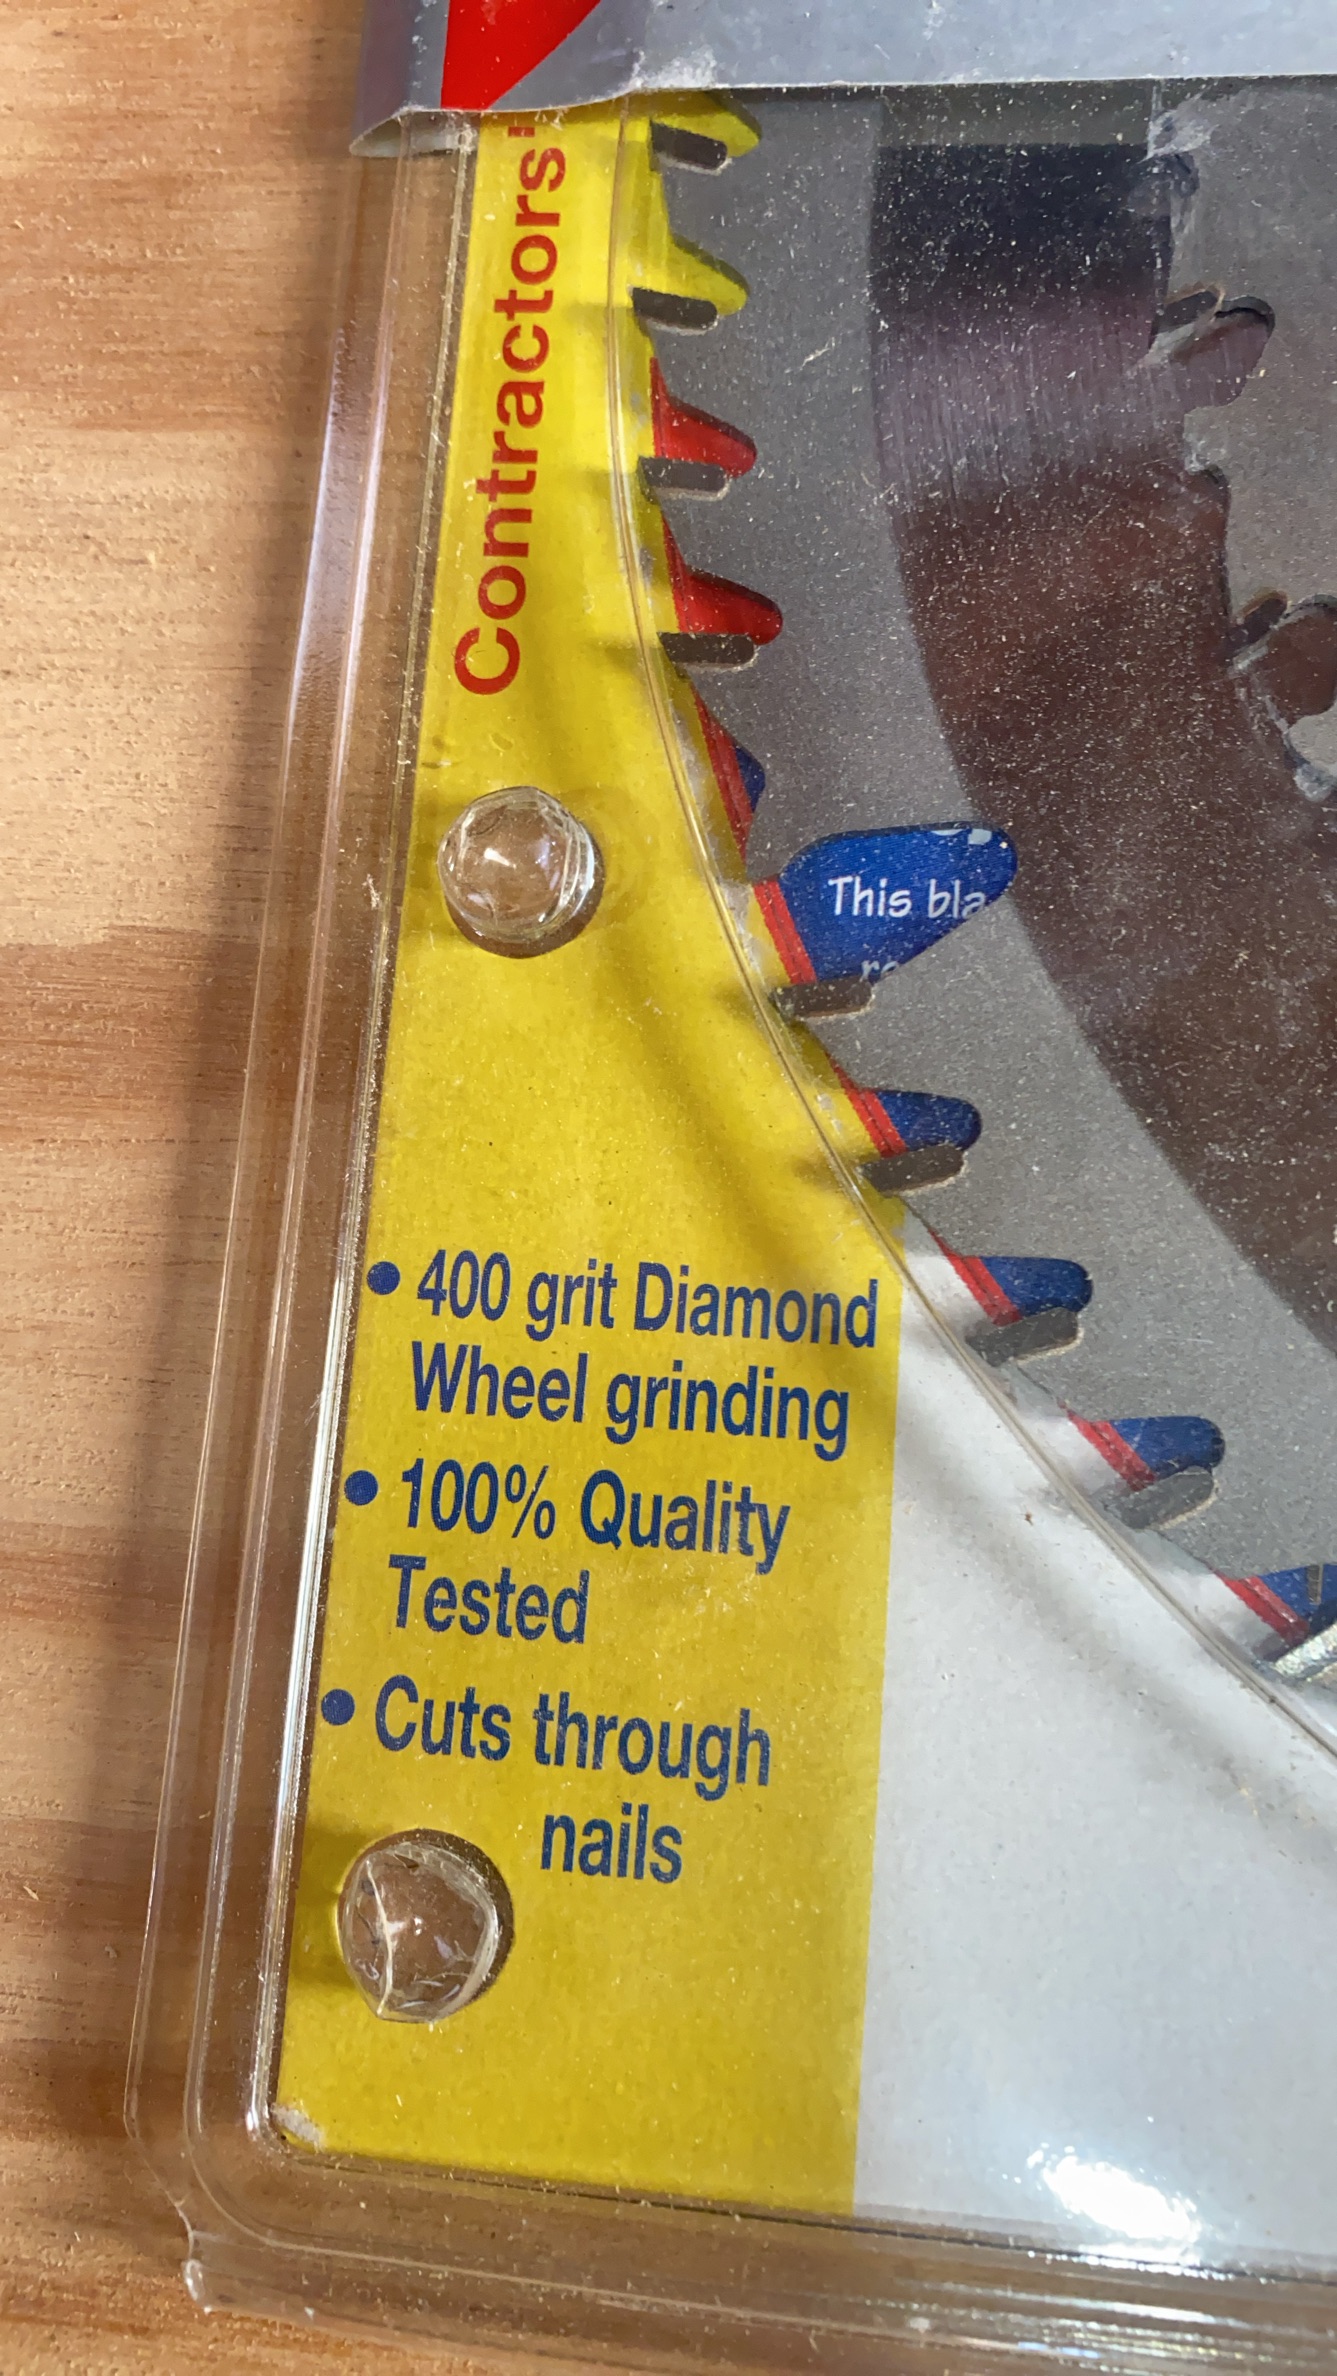 Contractors'
This bla
• 400 grit Diamond
Wheel grinding
• 100% Quality
Tested
• Cuts through
nails